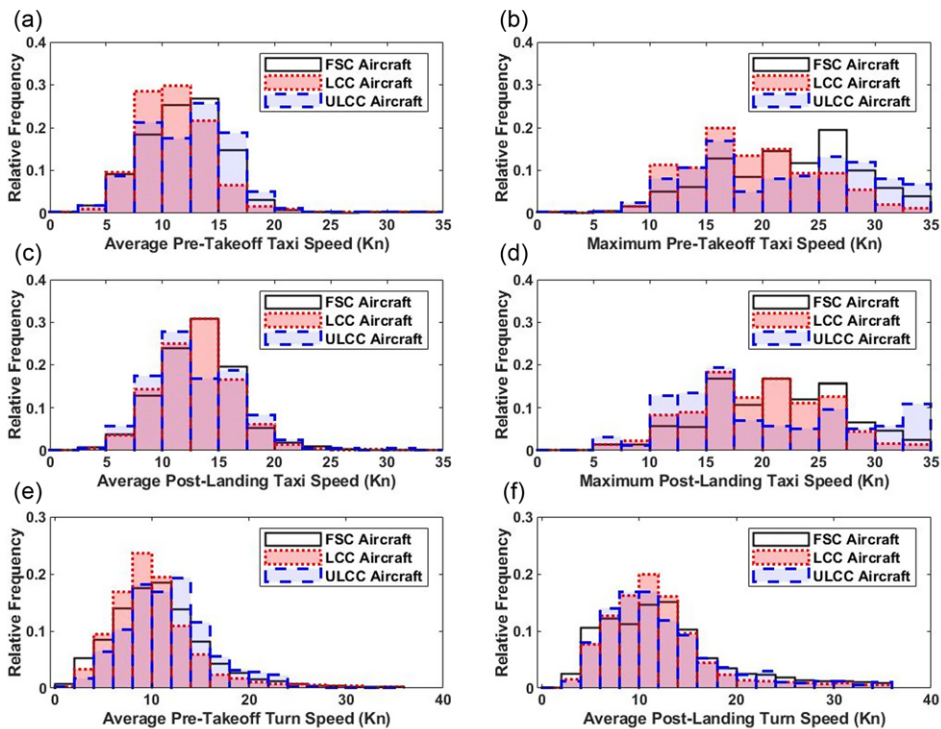 (a)
0.4
0.3
0.2
0.1
0
Relative Frequency
FSC Aircraft
LCC Aircraft
ULCC Aircraft
0 5 10 15 20 25 30 35
Average Pre-Takeoff Taxi Speed (Kn)
(b)
0.4
0.3
0.2
0.1
0
Relative Frequency
FSC Aircraft
LCC Aircraft
ULCC Aircraft
0 5 10 15 20 25 30 35
Maximum Pre-Takeoff Taxi Speed (Kn)
(c)
0.4
0.3
0.2
0.1
0
Relative Frequency
FSC Aircraft
LCC Aircraft
ULCC Aircraft
0 5 10 15 20 25 30 35
Average Post-Landing Taxi Speed (Kn)
(d)
0.4
0.3
0.2
0.1
0
Relative Frequency
FSC Aircraft
LCC Aircraft
ULCC Aircraft
0 5 10 15 20 25 30 35
Maximum Post-Landing Taxi Speed (Kn)
(e)
0.3
0.2
0.1
0
Relative Frequency
FSC Aircraft
LCC Aircraft
ULCC Aircraft
0 10 20 30 40
Average Pre-Takeoff Turn Speed (Kn)
(f)
0.3
0.2
0.1
0
Relative Frequency
FSC Aircraft
LCC Aircraft
ULCC Aircraft
0 10 20 30 40
Average Post-Landing Turn Speed (Kn)